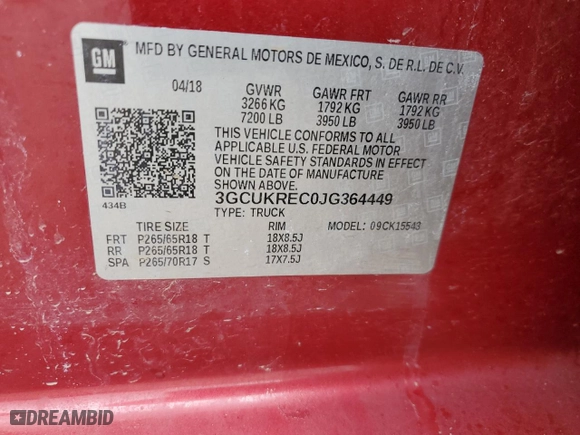 GM MFD BY GENERAL MOTORS DE MEXICO, S. DE R.L. DE C.V.
04/18 GVWR GAWR FRT GAWR RR
3266 KG 1792 KG 1792 KG
7200 LB 3950 LB 3950 LB
THIS VEHICLE CONFORMS TO ALL
APPLICABLE U.S. FEDERAL MOTOR
VEHICLE SAFETY STANDARDS IN EFFECT
ON THE DATE OF MANUFACTURE
SHOWN ABOVE.
434B 3GCUKREC0JG364449
TYPE: TRUCK
TIRE SIZE RIM MODEL: 09CK15543
FRT P265/65R18 T 18X8.5J
RR P265/65R18 T 18X8.5J
SPA P265/70R17 S 17X7.5J
DREAMBID